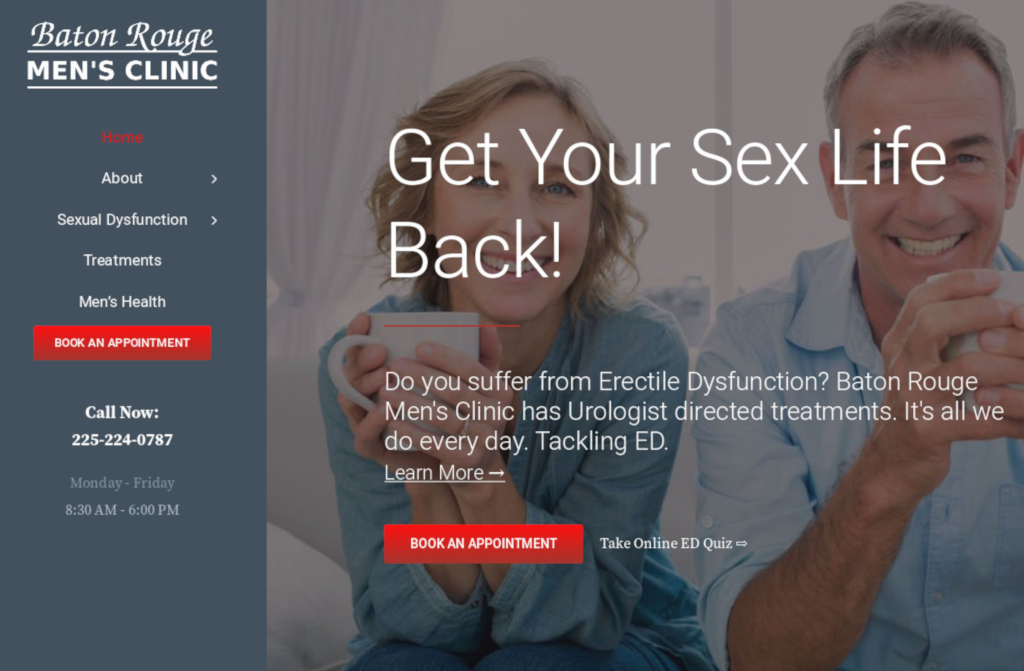 Baton Rouge
MEN'S CLINIC
Home
About
Sexual Dysfunction
Treatments
Men's Health
BOOK AN APPOINTMENT
Call Now:
225-224-0787
Monday - Friday
8:30 AM - 6:00 PM
Get Your Sex Life
Back!
Do you suffer from Erectile Dysfunction? Baton Rouge
Men's Clinic has Urologist directed treatments. It's all we
do every day. Tackling ED.
Learn More →
BOOK AN APPOINTMENT
Take Online ED Quiz ⇨